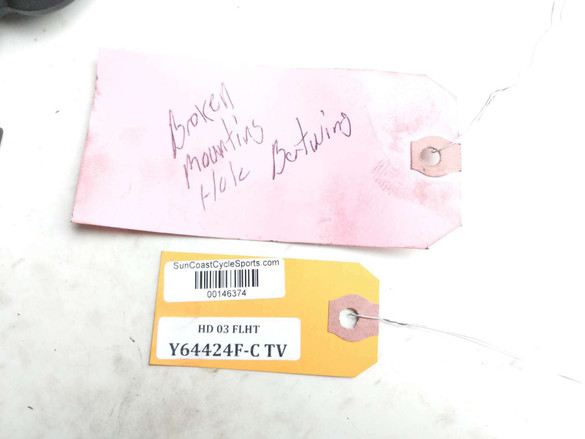 Broken
mounting
Hole Batwing
SunCoastCycleSports.com
00146374
HD 03 FLHT
Y64424F-C TV